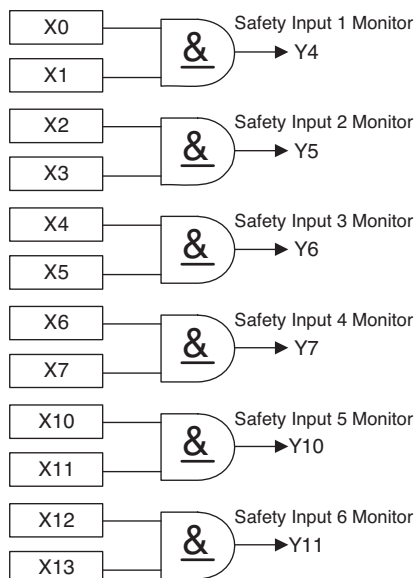 X0
Safety Input 1 Monitor
&
Y4
X1
X2
Safety Input 2 Monitor
&
Y5
X3
X4
Safety Input 3 Monitor
&
Y6
X5
X6
Safety Input 4 Monitor
&
Y7
X7
X10
Safety Input 5 Monitor
&
Y10
X11
X12
Safety Input 6 Monitor
&
Y11
X13